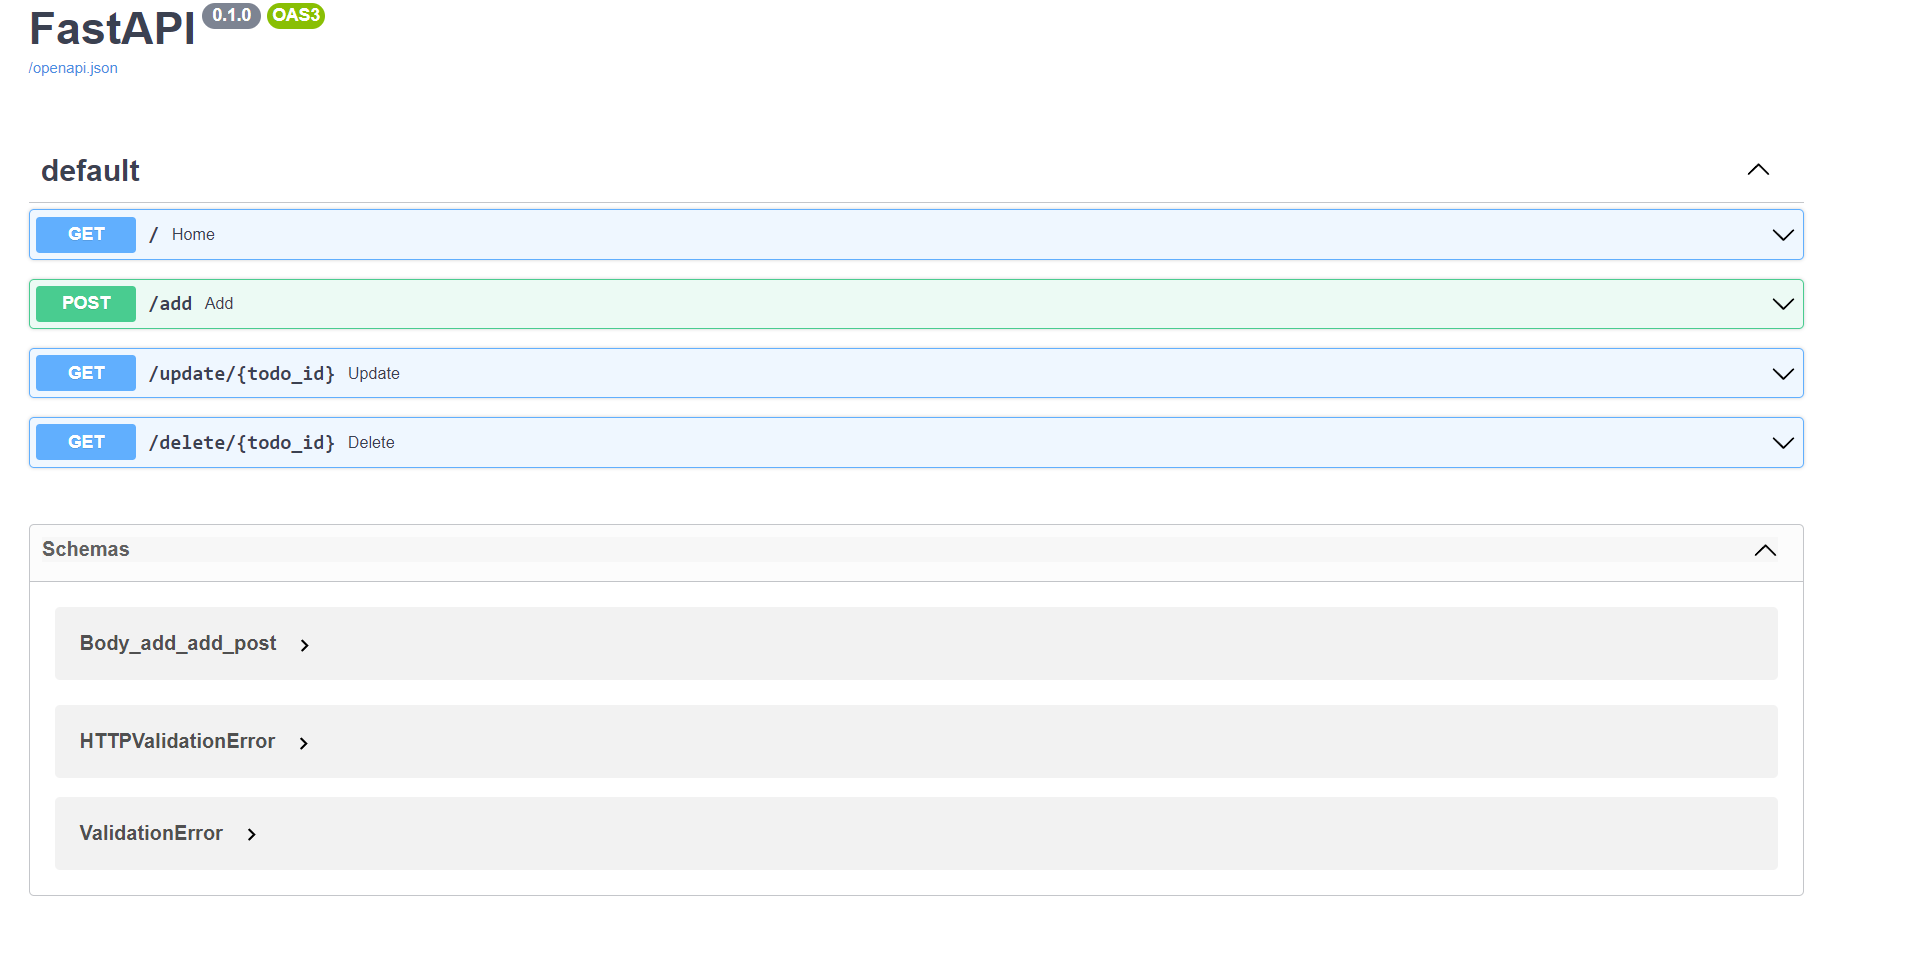 FastAPI 0.1.0 OAS3
/openapi.json
default
GET / Home
POST /add Add
GET /update/{todo_id} Update
GET /delete/{todo_id} Delete
Schemas
Body_add_add_post
HTTPValidationError
ValidationError